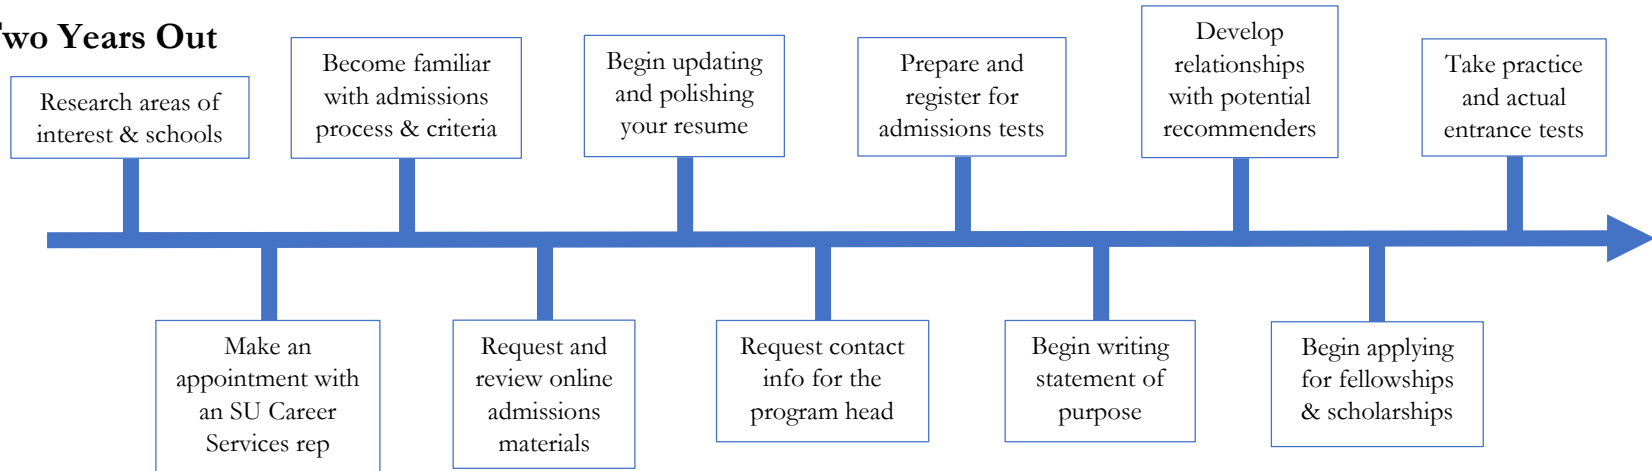 Two Years Out
Research areas of
interest & schools
Become familiar
with admissions
process & criteria
Begin updating
and polishing
your resume
Prepare and
register for
admissions tests
Develop
relationships
with potential
recommenders
Take practice
and actual
entrance tests
Make an
appointment with
an SU Career
Services rep
Request and
review online
admissions
materials
Request contact
info for the
program head
Begin writing
statement of
purpose
Begin applying
for fellowships
& scholarships